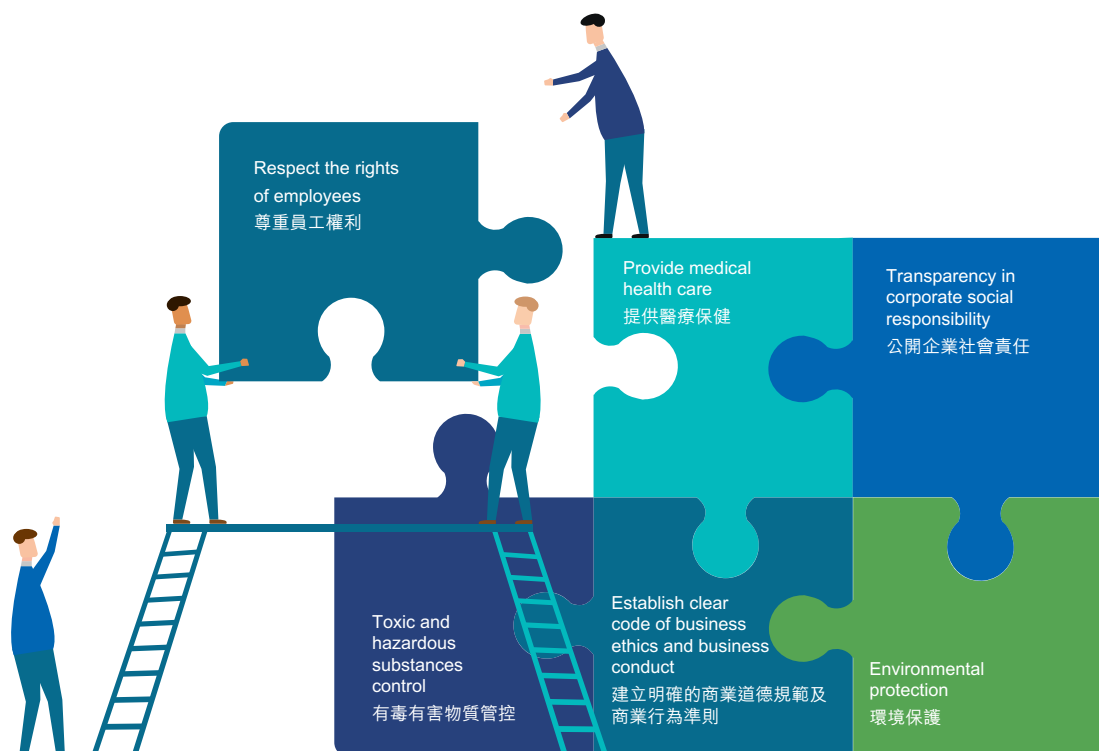 Respect the rights
of employees
尊重員工權利
Provide medical
health care
提供醫療保健
Transparency in
corporate social
responsibility
公開企業社會責任
Toxic and
hazardous
substances
control
有毒有害物質管控
Establish clear
code of business
ethics and business
conduct
建立明確的商業道德規範及
商業行為準則
Environmental
protection
環境保護